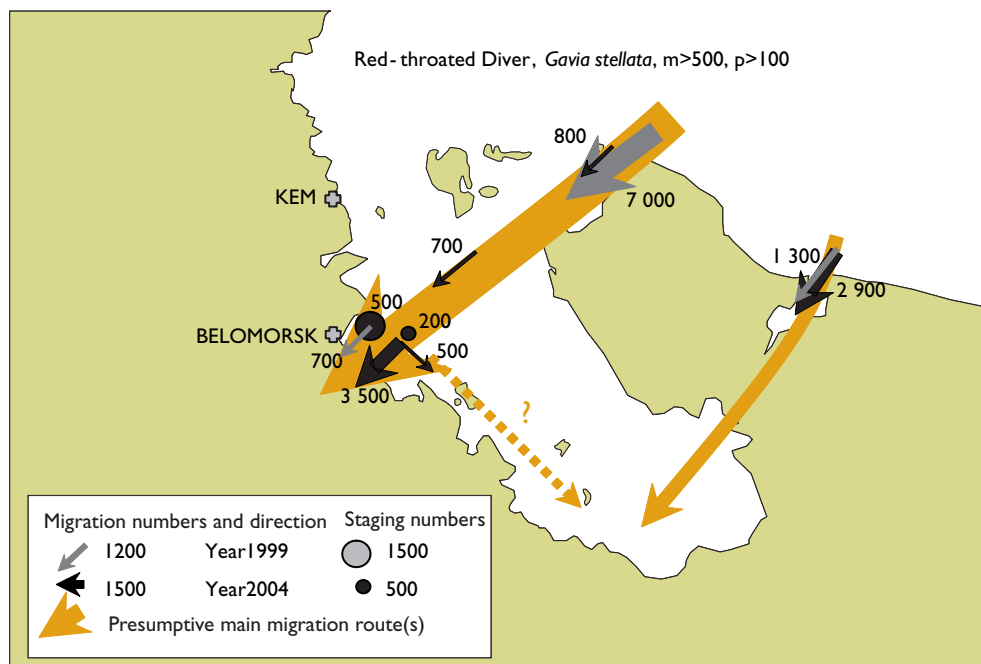 Red-throated Diver, Gavia stellata, m>500, p>100
800
7 000
KEM
700
1 300
2 900
500
200
BELOMORSK
700
500
3 500
?
Migration numbers and direction Staging numbers
1200 Year1999 1500
1500 Year2004 500
Presumptive main migration route(s)